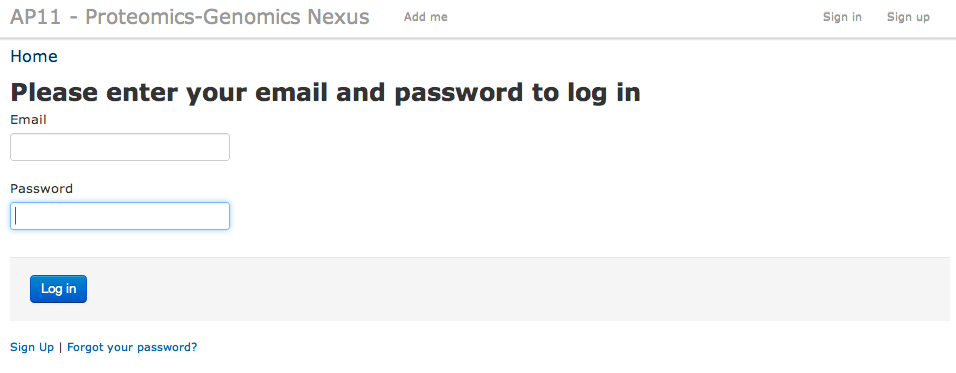 AP11 - Proteomics-Genomics Nexus Add me Sign in Sign up
Home
Please enter your email and password to log in
Email
Password
Log in
Sign Up | Forgot your password?